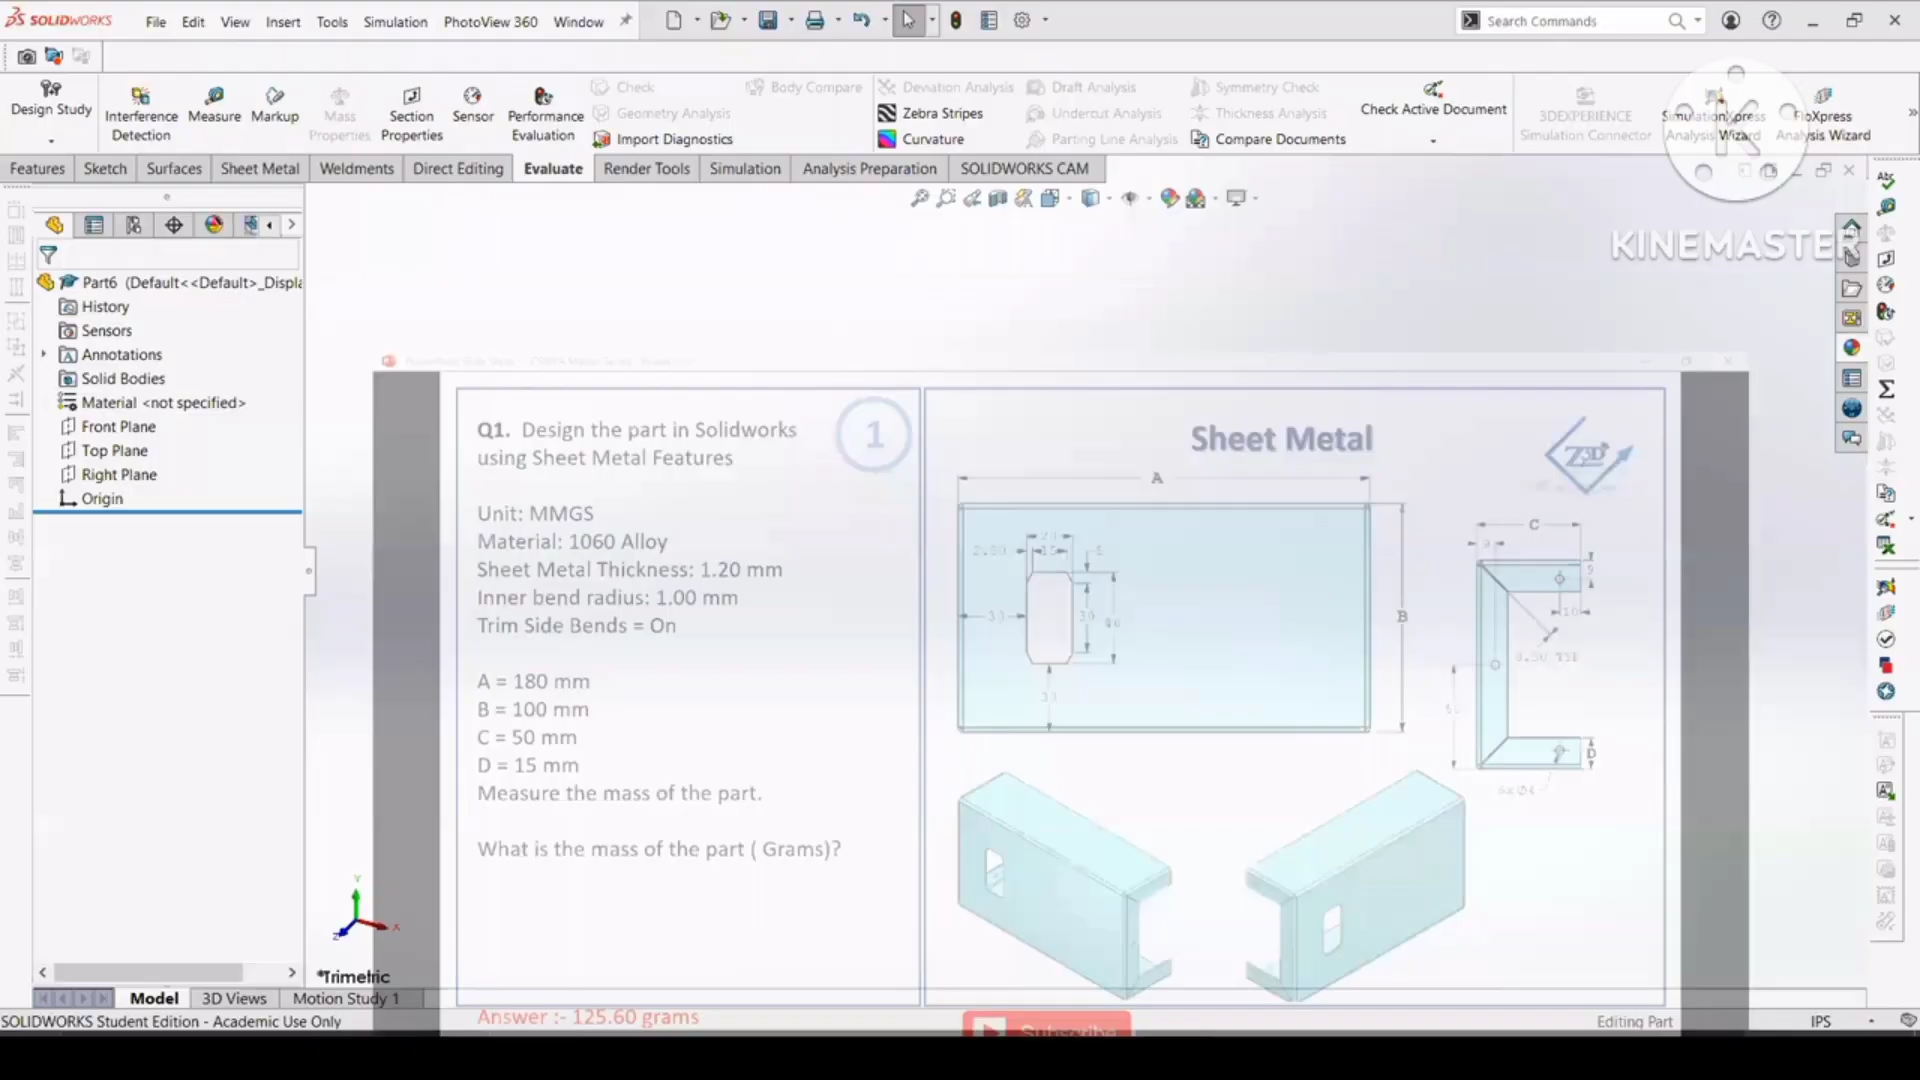 SOLIDWORKS
File Edit View Insert Tools Simulation PhotoView 360 Window
Search Commands
Design Study
Interference Detection
Measure
Markup
Mass Properties
Section Properties
Sensor
Performance Evaluation
Check
Geometry Analysis
Import Diagnostics
Body Compare
Deviation Analysis
Zebra Stripes
Curvature
Draft Analysis
Undercut Analysis
Parting Line Analysis
Symmetry Check
Thickness Analysis
Compare Documents
Check Active Document
3DEXPERIENCE
Simulation Connector
SimulationXpress
Analysis Wizard
FloXpress
Analysis Wizard
Features Sketch Surfaces Sheet Metal Weldments Direct Editing Evaluate Render Tools Simulation Analysis Preparation SOLIDWORKS CAM
KINEMASTER
Part6 (Default<<Default>_Displa
History
Sensors
Annotations
Solid Bodies
Material <not specified>
Front Plane
Top Plane
Right Plane
Origin
Q1. Design the part in Solidworks
using Sheet Metal Features
1
Unit: MMGS
Material: 1060 Alloy
Sheet Metal Thickness: 1.20 mm
Inner bend radius: 1.00 mm
Trim Side Bends = On
A = 180 mm
B = 100 mm
C = 50 mm
D = 15 mm
Measure the mass of the part.
What is the mass of the part ( Grams)?
Answer :- 125.60 grams
Sheet Metal
Z3D
A
B
C
D
30
30
15
10
Subscribe
Y
X
Z
*Trimetric
Model 3D Views Motion Study 1
SOLIDWORKS Student Edition - Academic Use Only
Editing Part
IPS